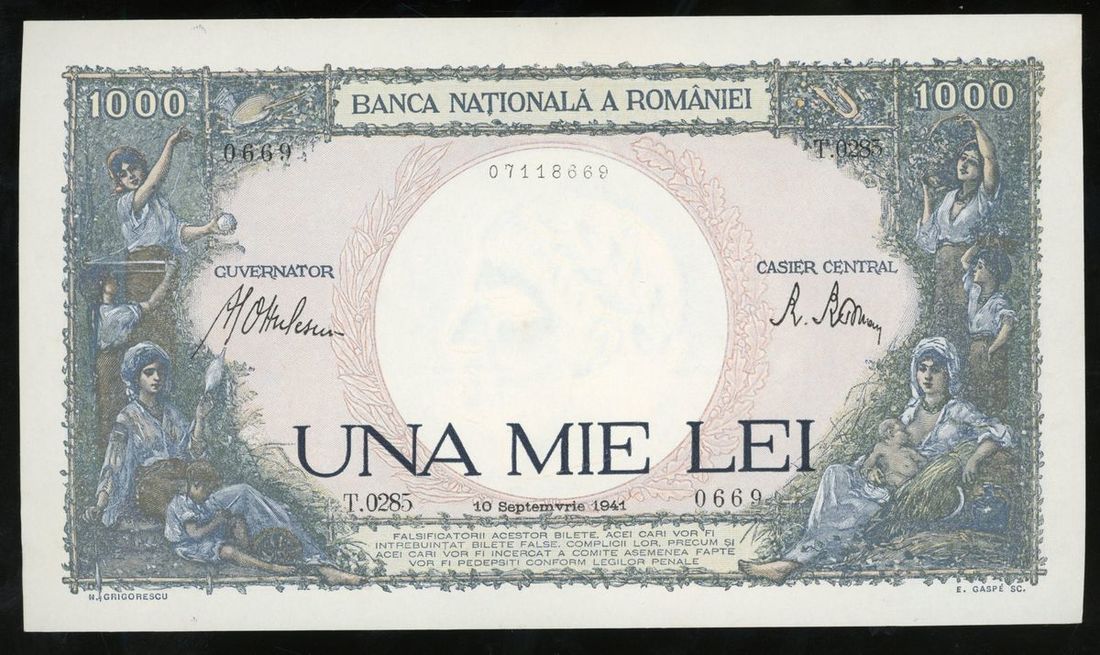 1000
BANCA NAȚIONALĂ A ROMÂNIEI
1000
0669
T.0285
07118669
GUVERNATOR
CASIER CENTRAL
UNA MIE LEI
T.0285
10 Septemvrie 1941
0669
FALSIFICATORII ACESTOR BILETE, ACEI CARI VOR FI
INTREBUINȚAT BILETE FALSE, COMPLICII LOR, PRECUM ȘI
ACEI CARI VOR FI INCERCAT A COMITE ASEMENEA FAPTE
VOR FI PEDEPSIȚI CONFORM LEGILOR PENALE
N. GRIGORESCU
E. GASPÉ SC.